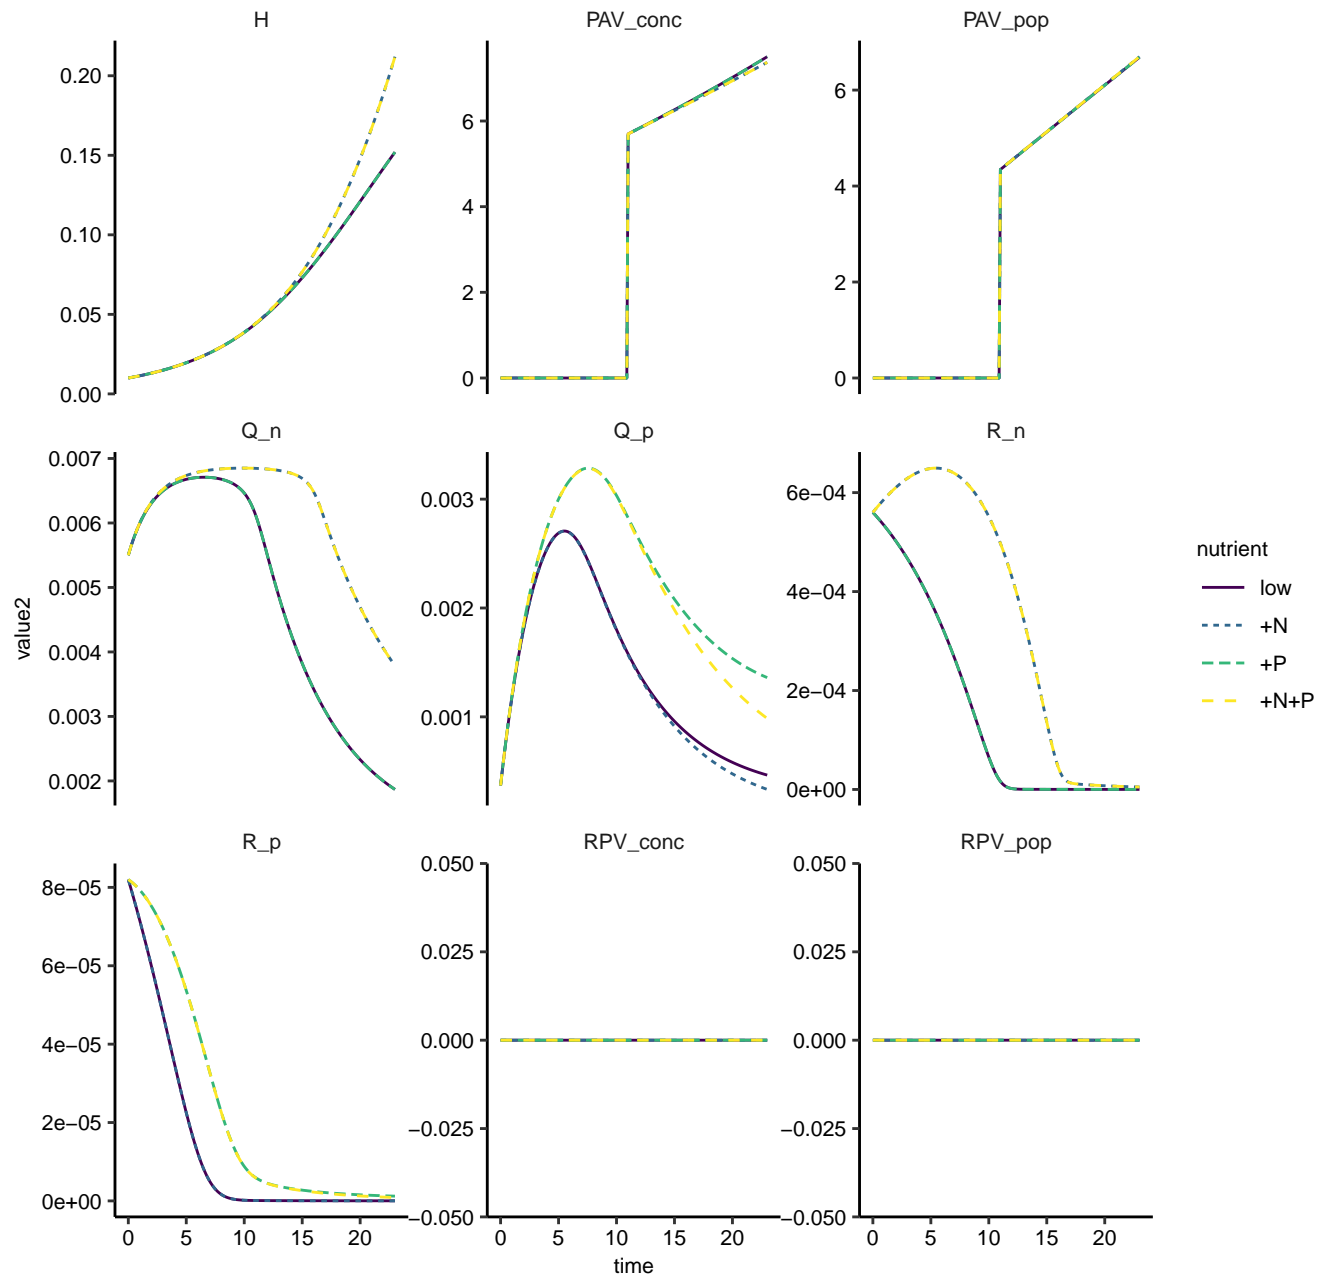 H PAV_conc PAV_pop
0.20
0.15
0.10
0.05
0.00
6
4
2
0
6
4
2
0
Q_n Q_p R_n
value2
0.007
0.006
0.005
0.004
0.003
0.002
0.003
0.002
0.001
6e−04
4e−04
2e−04
0e+00
nutrient
low
+N
+P
+N+P
R_p RPV_conc RPV_pop
8e−05
6e−05
4e−05
2e−05
0e+00
0.050
0.025
0.000
−0.025
−0.050
0.050
0.025
0.000
−0.025
−0.050
0 5 10 15 20 0 5 10 15 20 0 5 10 15 20
time